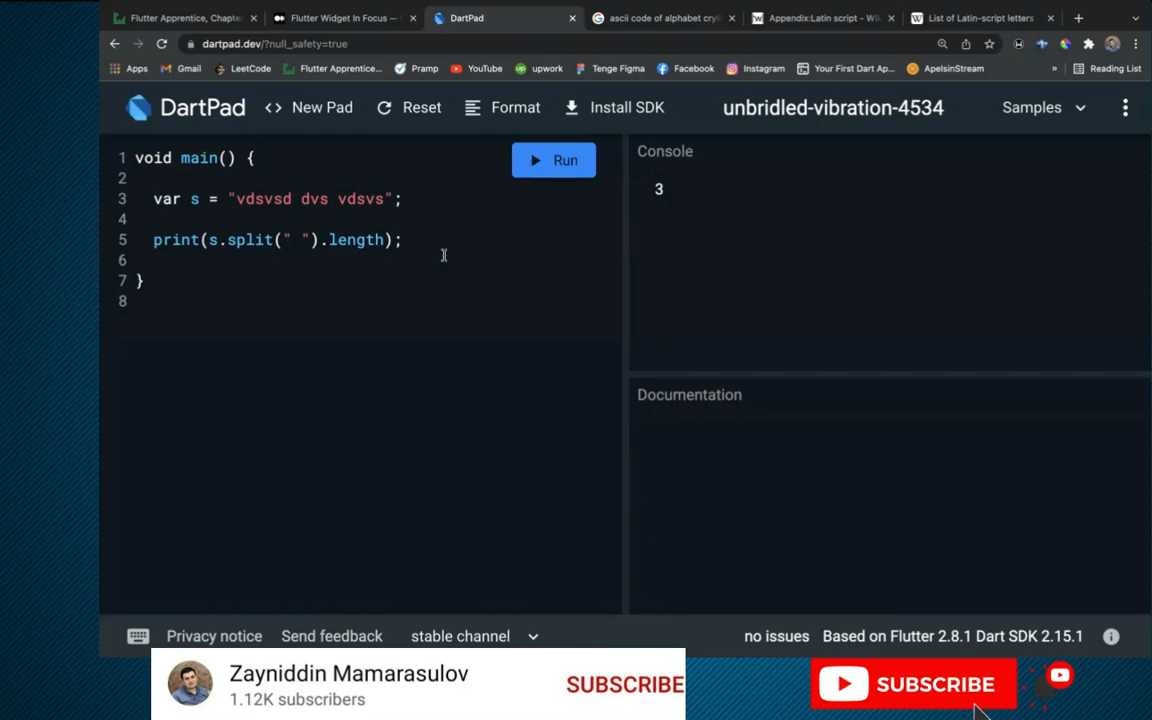 Flutter Apprentice, Chapter
Flutter Widget In Focus —
DartPad
ascii code of alphabet cryll
Appendix:Latin script - Wik
List of Latin-script letters
dartpad.dev/?null_safety=true
Apps
Gmail
LeetCode
Flutter Apprentice...
Pramp
YouTube
upwork
Tenge Figma
Facebook
Instagram
Your First Dart Ap...
ApelsinStream
»
Reading List
DartPad
<> New Pad
Reset
Format
Install SDK
unbridled-vibration-4534
Samples
1 void main() {
2
3 var s = "vdsvsd dvs vdsvs";
4
5 print(s.split(" ").length);
6
7 }
8
Run
Console
3
Documentation
Privacy notice
Send feedback
stable channel
no issues
Based on Flutter 2.8.1 Dart SDK 2.15.1
Zayniddin Mamarasulov
1.12K subscribers
SUBSCRIBE
SUBSCRIBE